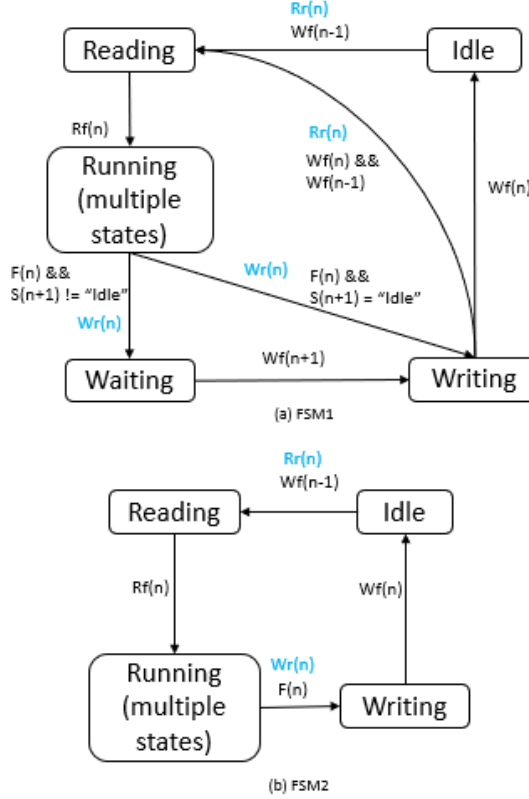 Rr(n)
Wf(n-1)
Reading
Idle
Rf(n)
Rr(n)
Wf(n) &&
Wf(n-1)
Wf(n)
Running
(multiple
states)
F(n) &&
S(n+1) != "Idle"
Wr(n)
Wr(n)
F(n) &&
S(n+1) = "Idle"
Waiting
Wf(n+1)
Writing
(a) FSM1
Rr(n)
Wf(n-1)
Reading
Idle
Rf(n)
Wf(n)
Running
(multiple
states)
Wr(n)
F(n)
Writing
(b) FSM2